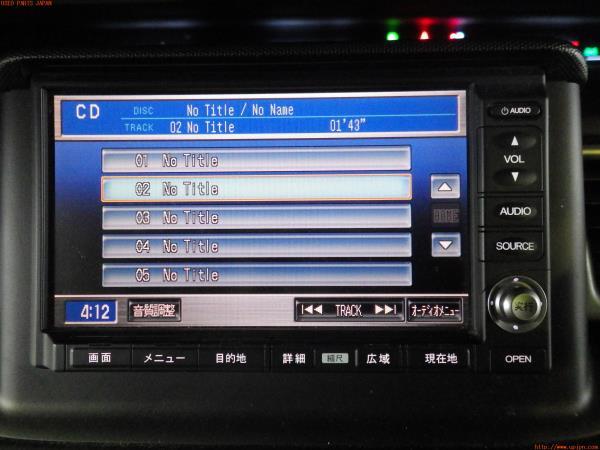 USED PARTS JAPAN
CD DISC No Title / No Name
TRACK 02 No Title 01'43"
01 No Title
02 No Title
03 No Title
04 No Title
05 No Title
4:12 音質調整 TRACK オーディオメニュー
画面 メニュー 目的地 詳細 縮尺 広域 現在地 OPEN
AUDIO
VOL
AUDIO
SOURCE
実行
http://www.upjpn.com